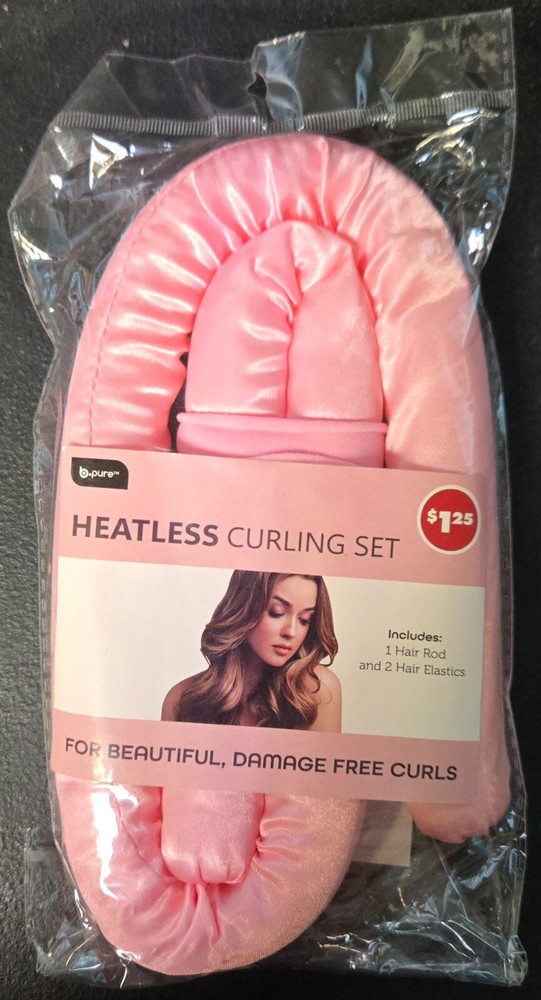 b.pure™
HEATLESS CURLING SET
$1.25
Includes:
1 Hair Rod
and 2 Hair Elastics
FOR BEAUTIFUL, DAMAGE FREE CURLS